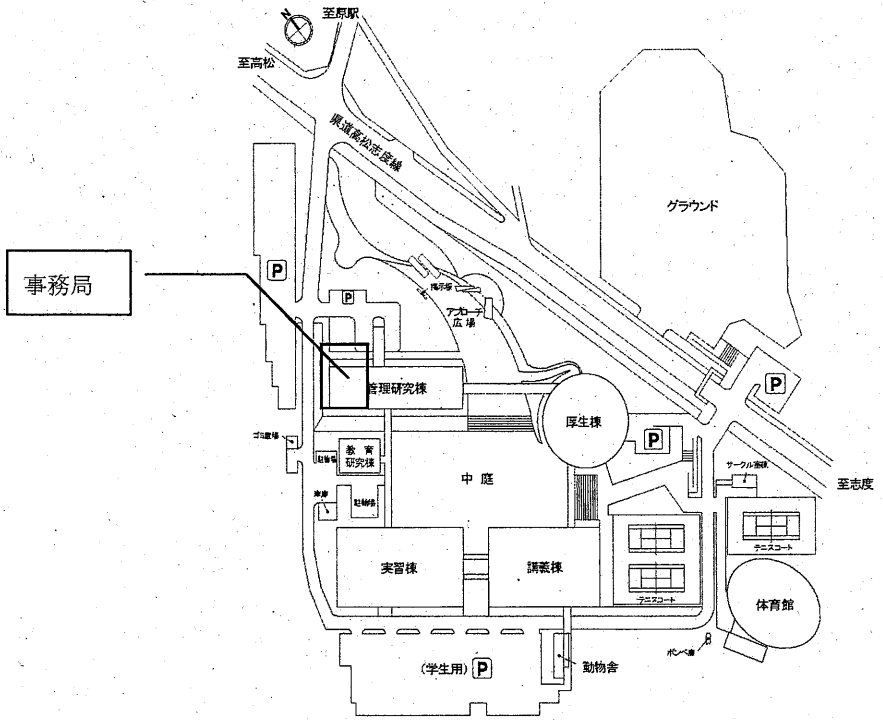 N
至原駅
至高松
県道高松志度線
グラウンド
P
事務局
P
掲示板
アプローチ
広場
P
管理研究棟
厚生棟
P
ゴミ置場
駐輪場
教育
研究棟
中庭
サークル部棟
至志度
車庫
駐輪場
テニスコート
実習棟
講義棟
テニスコート
体育館
ボンベ庫
(学生用) P
動物舎